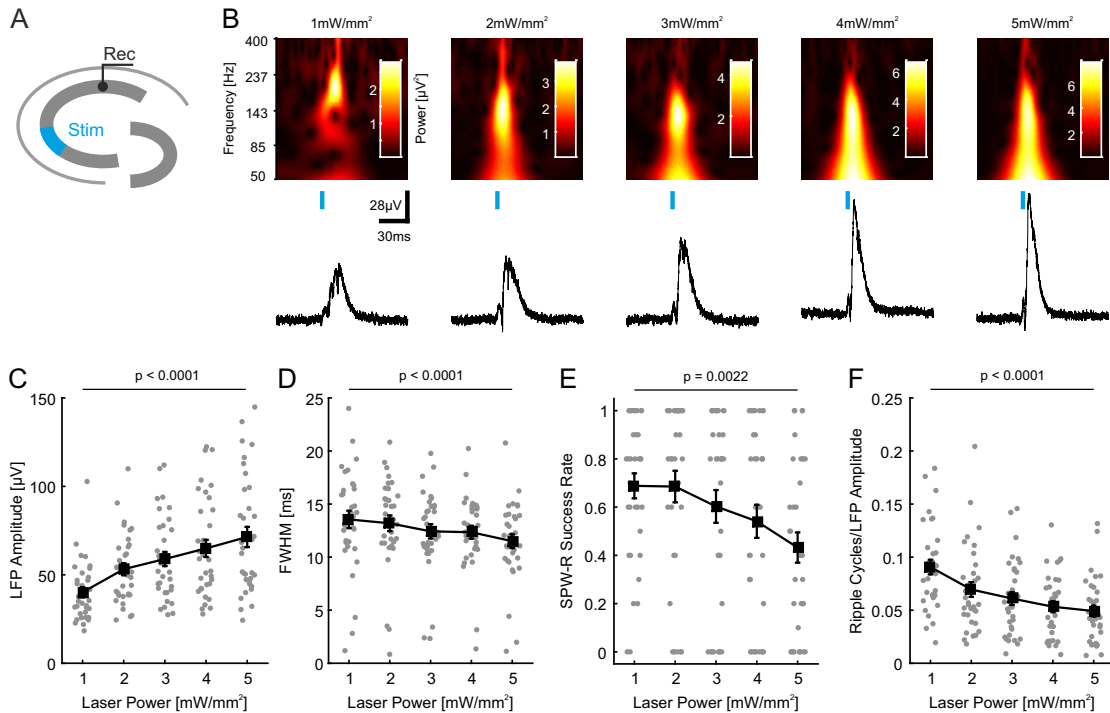 A
Rec
Stim
B
1mW/mm²
2mW/mm²
3mW/mm²
4mW/mm²
5mW/mm²
Frequency [Hz]
400
237
143
85
50
Power [µV²]
2
1
3
2
1
4
2
6
4
2
8
6
4
2
28µV
30ms
C
p < 0.0001
LFP Amplitude [µV]
150
100
50
0
1 2 3 4 5
Laser Power [mW/mm²]
D
p < 0.0001
FWHM [ms]
25
20
15
10
5
0
1 2 3 4 5
Laser Power [mW/mm²]
E
p = 0.0022
SPW-R Success Rate
1
0.8
0.6
0.4
0.2
0
1 2 3 4 5
Laser Power [mW/mm²]
F
p < 0.0001
Ripple Cycles/LFP Amplitude
0.25
0.2
0.15
0.1
0.05
0
1 2 3 4 5
Laser Power [mW/mm²]